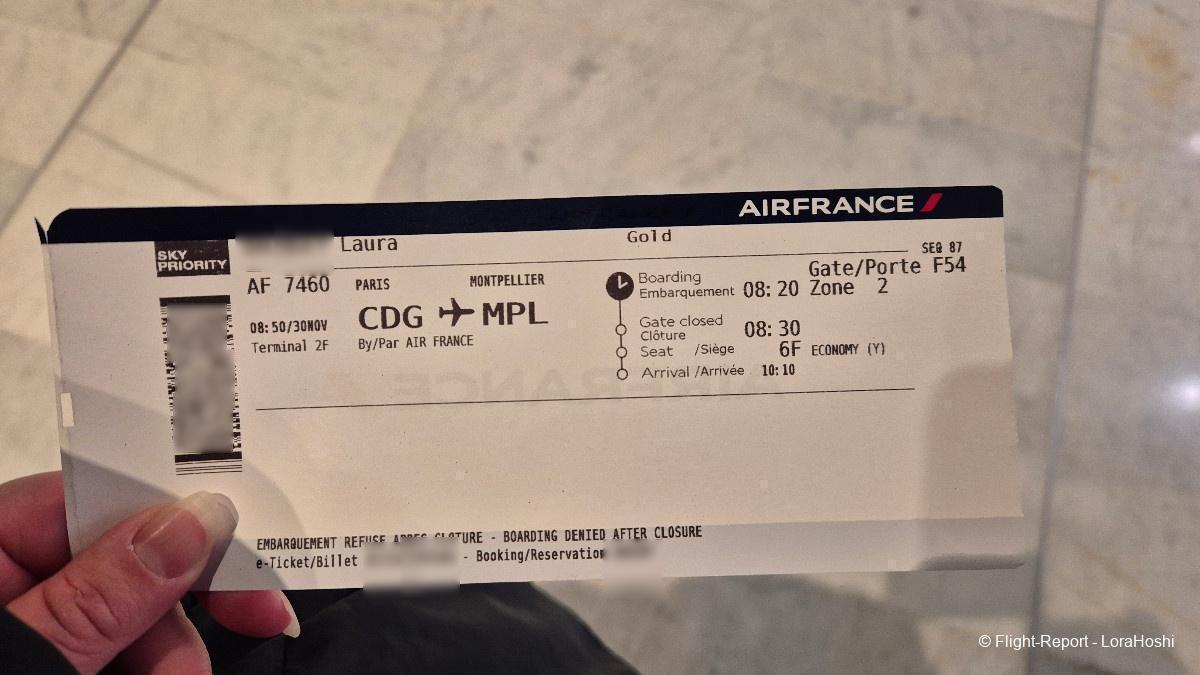 AIRFRANCE
SKY PRIORITY
Laura Gold
SEQ 87
AF 7460 PARIS MONTPELLIER
CDG MPL
08:50/30NOV
Terminal 2F By/Par AIR FRANCE
Boarding
Embarquement 08:20
Gate/Porte F54
Zone 2
Gate closed
Clôture 08:30
Seat /Siège 6F ECONOMY (Y)
Arrival /Arrivée 10:10
EMBARQUEMENT REFUSE APRES CLOTURE - BOARDING DENIED AFTER CLOSURE
e-Ticket/Billet - Booking/Reservation
© Flight-Report - LoraHoshi